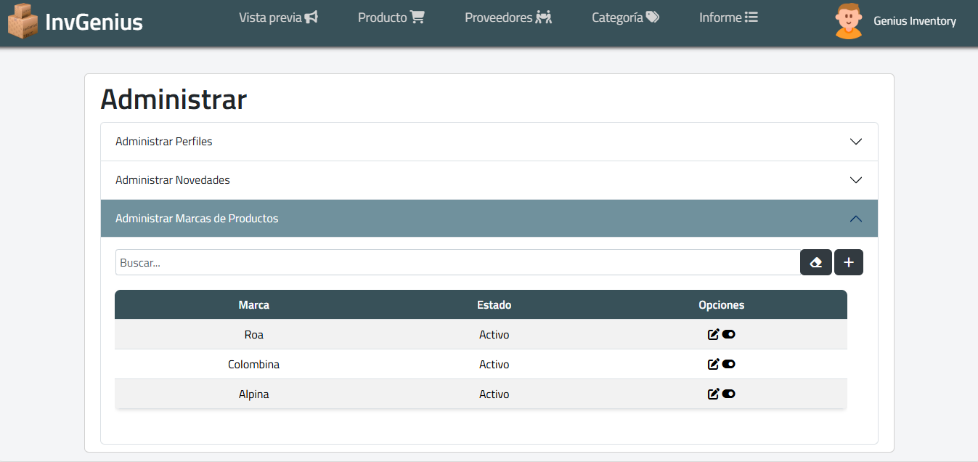 InvGenius Vista previa Producto Proveedores Categoría Informe Genius Inventory
Administrar
Administrar Perfiles
Administrar Novedades
Administrar Marcas de Productos
Buscar...
Marca Estado Opciones
Roa Activo
Colombina Activo
Alpina Activo